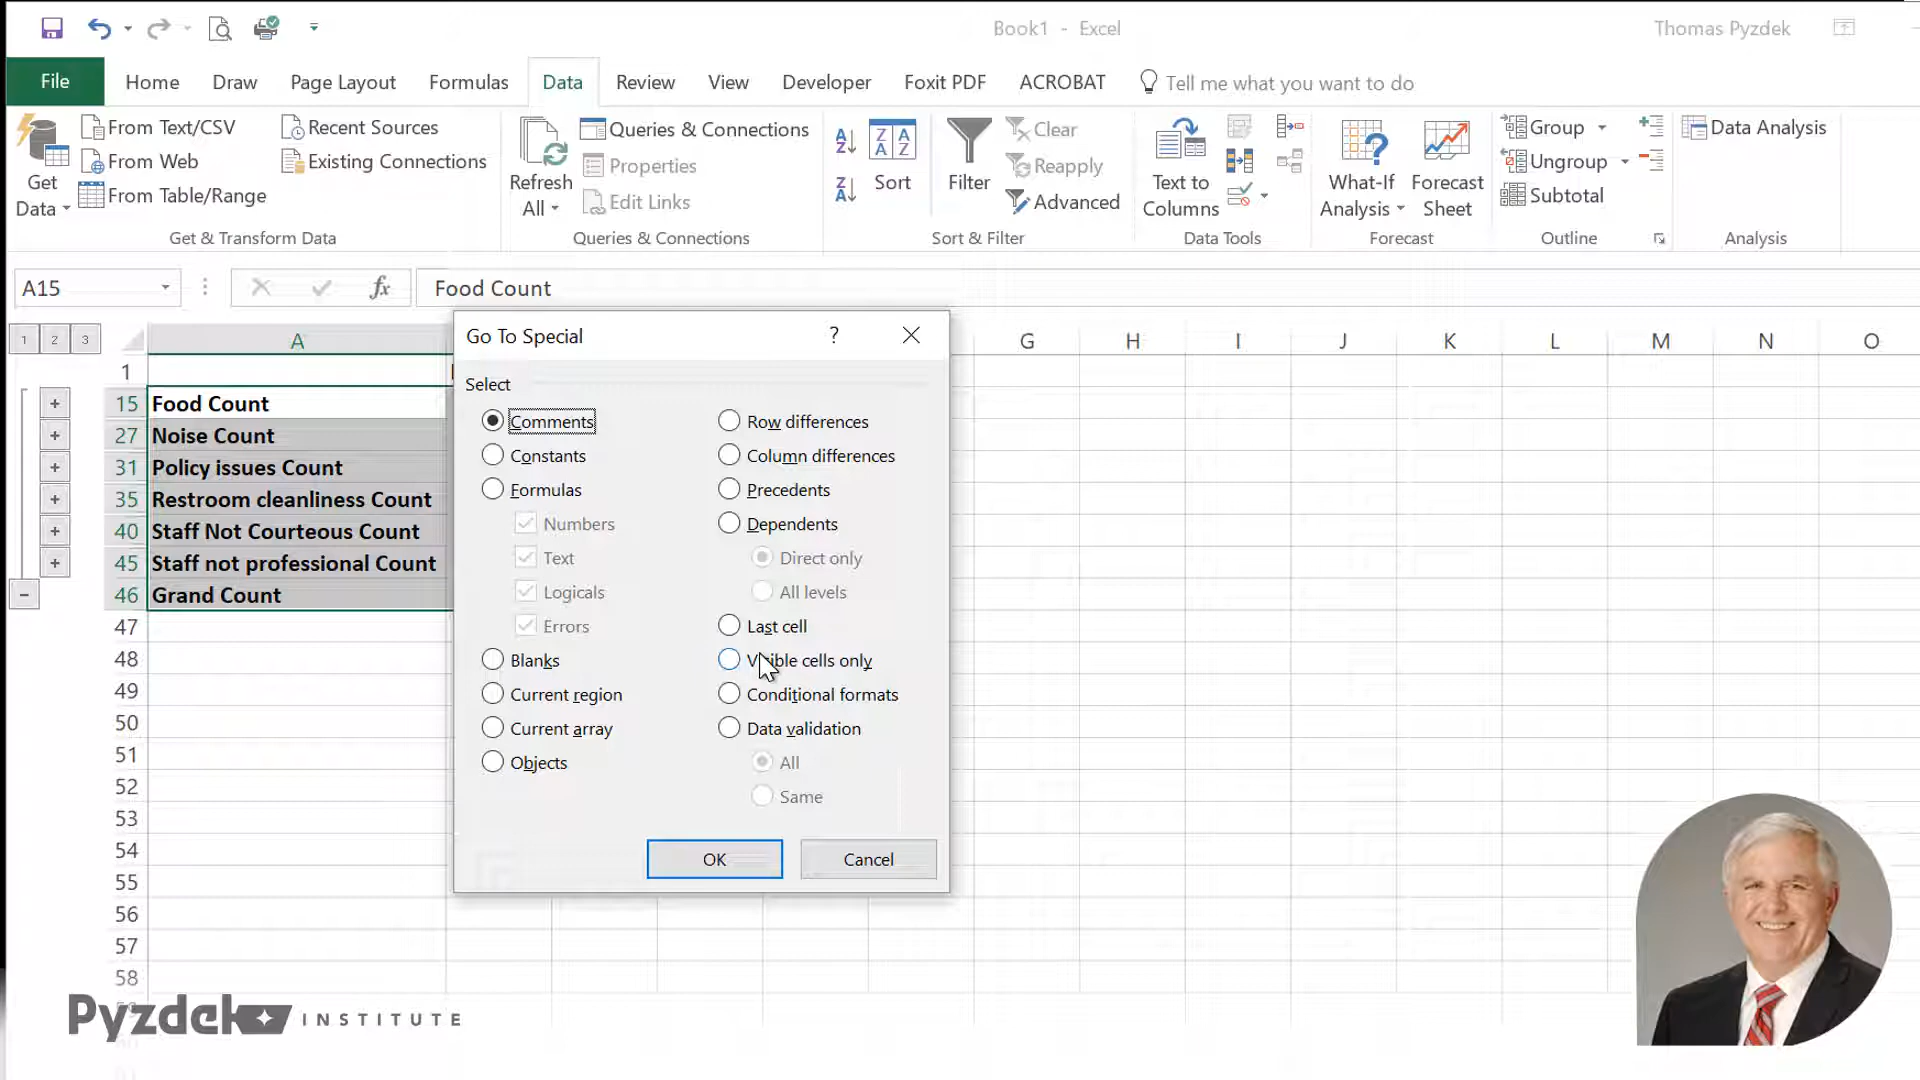 Book1 - Excel
Thomas Pyzdek
File Home Draw Page Layout Formulas Data Review View Developer Foxit PDF ACROBAT Tell me what you want to do
Get Data
From Text/CSV
From Web
From Table/Range
Recent Sources
Existing Connections
Get & Transform Data
Refresh All
Queries & Connections
Properties
Edit Links
Queries & Connections
Sort
Filter
Clear
Reapply
Advanced
Sort & Filter
Text to Columns
Data Tools
What-If Analysis
Forecast Sheet
Forecast
Group
Ungroup
Subtotal
Outline
Data Analysis
Analysis
A15
fx
Food Count
1 2 3
A G H I J K L M N O
1
15 Food Count
27 Noise Count
31 Policy issues Count
35 Restroom cleanliness Count
40 Staff Not Courteous Count
45 Staff not professional Count
46 Grand Count
47
48
49
50
51
52
53
54
55
56
57
58
Go To Special
?
Select
Comments
Constants
Formulas
Numbers
Text
Logicals
Errors
Blanks
Current region
Current array
Objects
Row differences
Column differences
Precedents
Dependents
Direct only
All levels
Last cell
Visible cells only
Conditional formats
Data validation
All
Same
OK
Cancel
Pyzdek INSTITUTE